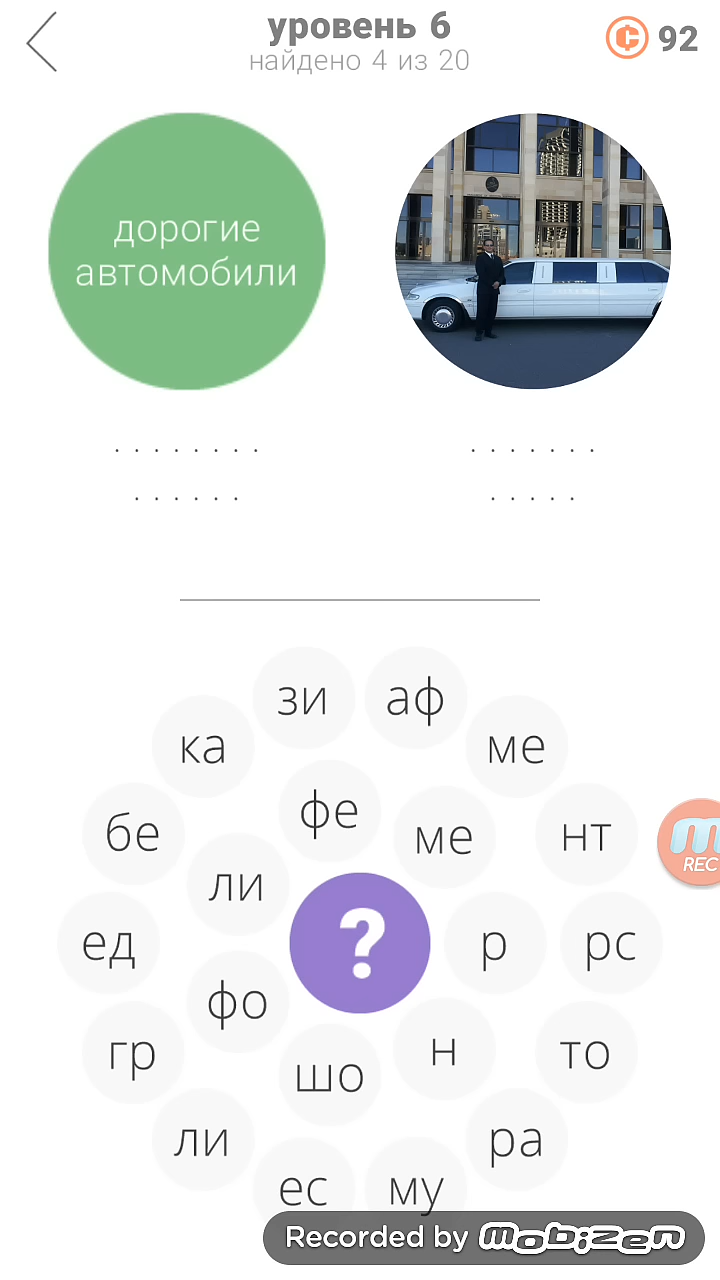 уровень 6
найдено 4 из 20
92
дорогие
автомобили
зи
аф
ка
ме
фе
бе
ме
нт
ли
?
ед
р
рс
фо
гр
шо
н
то
ли
ра
ес
му
m
REC
Recorded by mobizen